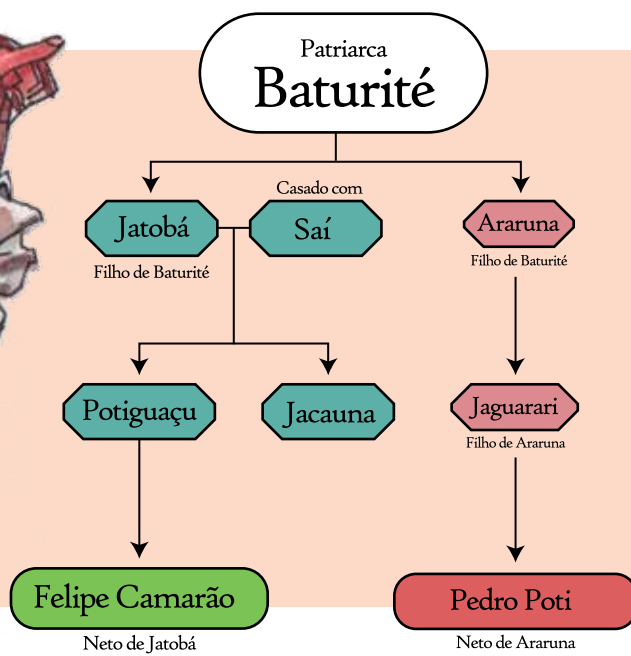 Patriarca
Baturité
Casado com
Jatobá
Saí
Araruna
Filho de Baturité
Filho de Baturité
Potiguaçu
Jacauna
Jaguarari
Filho de Araruna
Felipe Camarão
Pedro Poti
Neto de Jatobá
Neto de Araruna